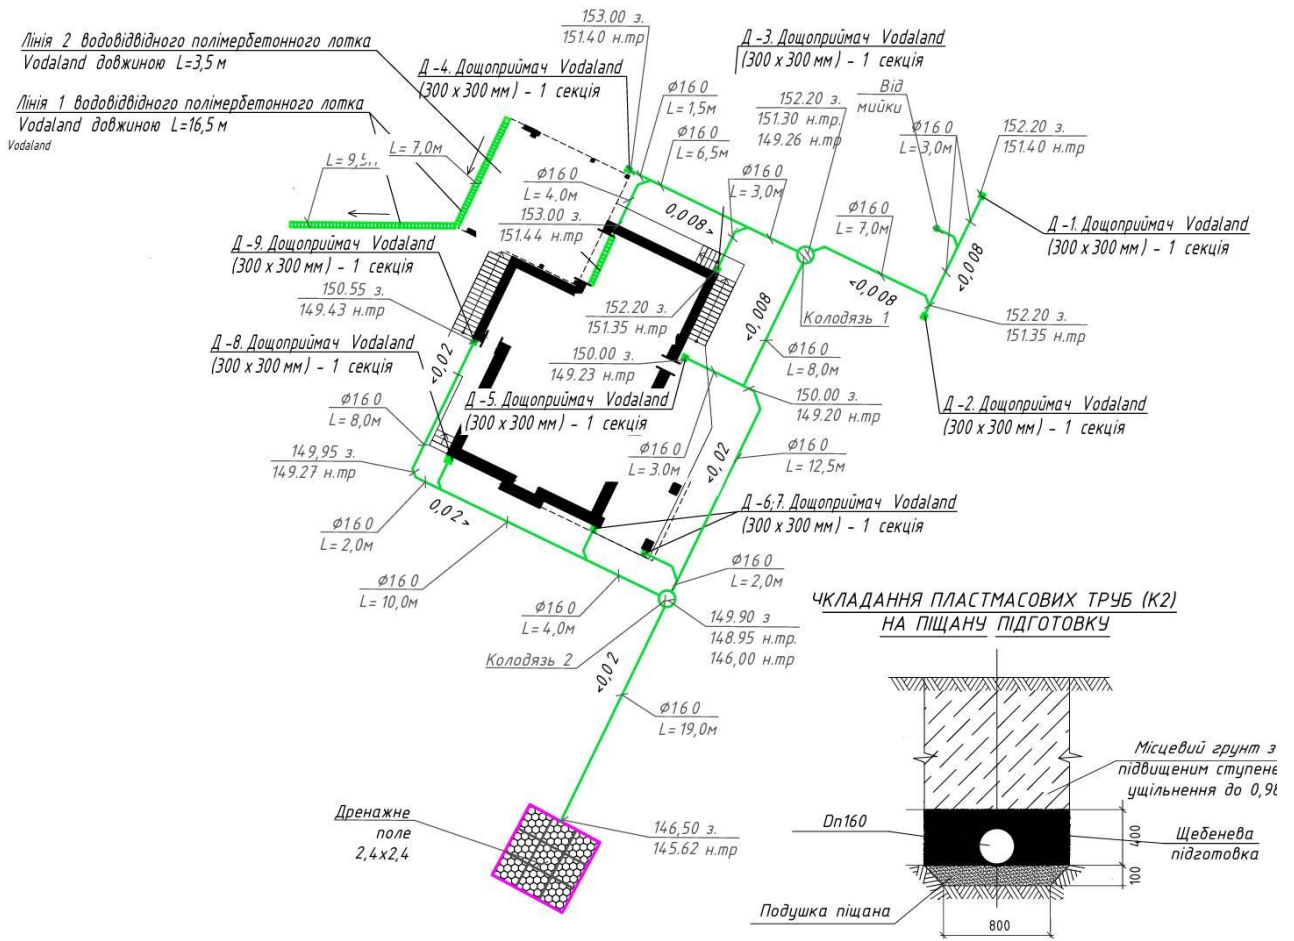 153.00 з.
151.40 н.тр
Лінія 2 водовідвідного полімербетонного лотка
Vodaland довжиною L=3,5 м
Д-4. Дощоприймач Vodaland
(300 х 300 мм) - 1 секція
Д-3. Дощоприймач Vodaland
(300 х 300 мм) - 1 секція
Лінія 1 водовідвідного полімербетонного лотка
Vodaland довжиною L=16,5 м
Vodaland
Ø160
L= 1,5м
Ø160
L= 6,5м
152.20 з.
151.30 н.тр.
149.26 н.тр
Від
мийки
Ø160
L= 3,0м
152.20 з.
151.40 н.тр
L= 7,0м
Ø160
L= 4.0м
153.00 з.
151.44 н.тр
0.008>
Ø160
L= 3,0м
Ø160
L= 7,0м
Д-1. Дощоприймач Vodaland
(300 х 300 мм) - 1 секція
<0,008
<0,008
Д-9. Дощоприймач Vodaland
(300 х 300 мм) - 1 секція
150.55 з.
149.43 н.тр
152.20 з.
151.35 н.тр
<0,008
Колодязь 1
152.20 з.
151.35 н.тр
Д-8. Дощоприймач Vodaland
(300 х 300 мм) - 1 секція
<0,02
150.00 з.
149.23 н.тр
Ø160
L= 8,0м
Д-5. Дощоприймач Vodaland
(300 х 300 мм) - 1 секція
150.00 з.
149.20 н.тр
Д-2. Дощоприймач Vodaland
(300 х 300 мм) - 1 секція
Ø160
L= 8,0м
149,95 з.
149.27 н.тр
Ø160
L= 3.0м
<0,02
Ø160
L= 12,5м
0,02>
Д-6;7. Дощоприймач Vodaland
(300 х 300 мм) - 1 секція
Ø160
L= 2,0м
Ø160
L= 10,0м
Ø160
L= 4,0м
Ø160
L= 2,0м
Колодязь 2
149.90 з
148.95 н.тр.
146,00 н.тр
<0,02
Ø160
L= 19,0м
Дренажне
поле
2,4х2,4
146,50 з.
145.62 н.тр
ЧКЛАДАННЯ ПЛАСТМАСОВИХ ТРУБ (К2)
НА ПІЩАНУ ПІДГОТОВКУ
Місцевий грунт з
підвищеним ступене
ущільнення до 0,98
Dn160
Щебенева
підготовка
400
100
Подушка піщана
800